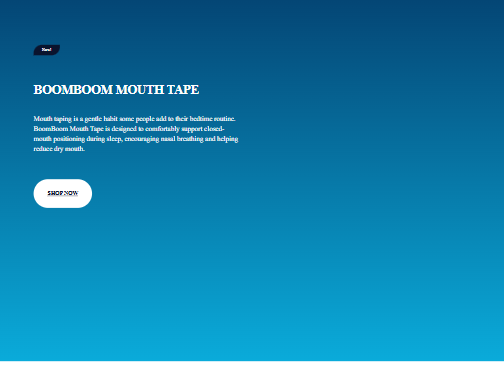 New!
BOOMBOOM MOUTH TAPE
Mouth taping is a gentle habit some people add to their bedtime routine.
BoomBoom Mouth Tape is designed to comfortably support closed-
mouth positioning during sleep, encouraging nasal breathing and helping
reduce dry mouth.
SHOP NOW